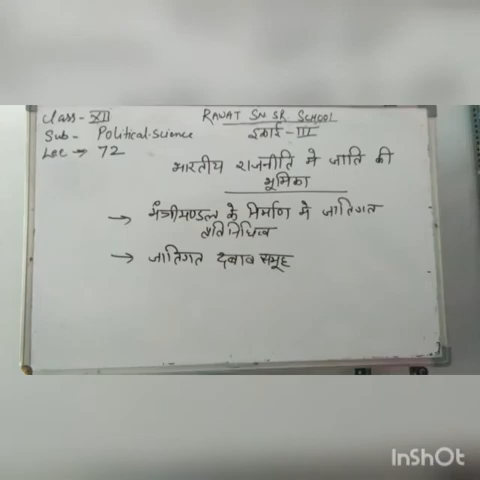 Class - XII
RAWAT SN SR SCHOOL
Sub - Political Science
इकाई - III
Lec → 72
भारतीय राजनीति मे जाति की
भूमिका
→ मंत्रीमण्डल के निर्माण मे जातिगत
प्रतिनिधित्व
→ जातिगत दबाव समूह
InShOt